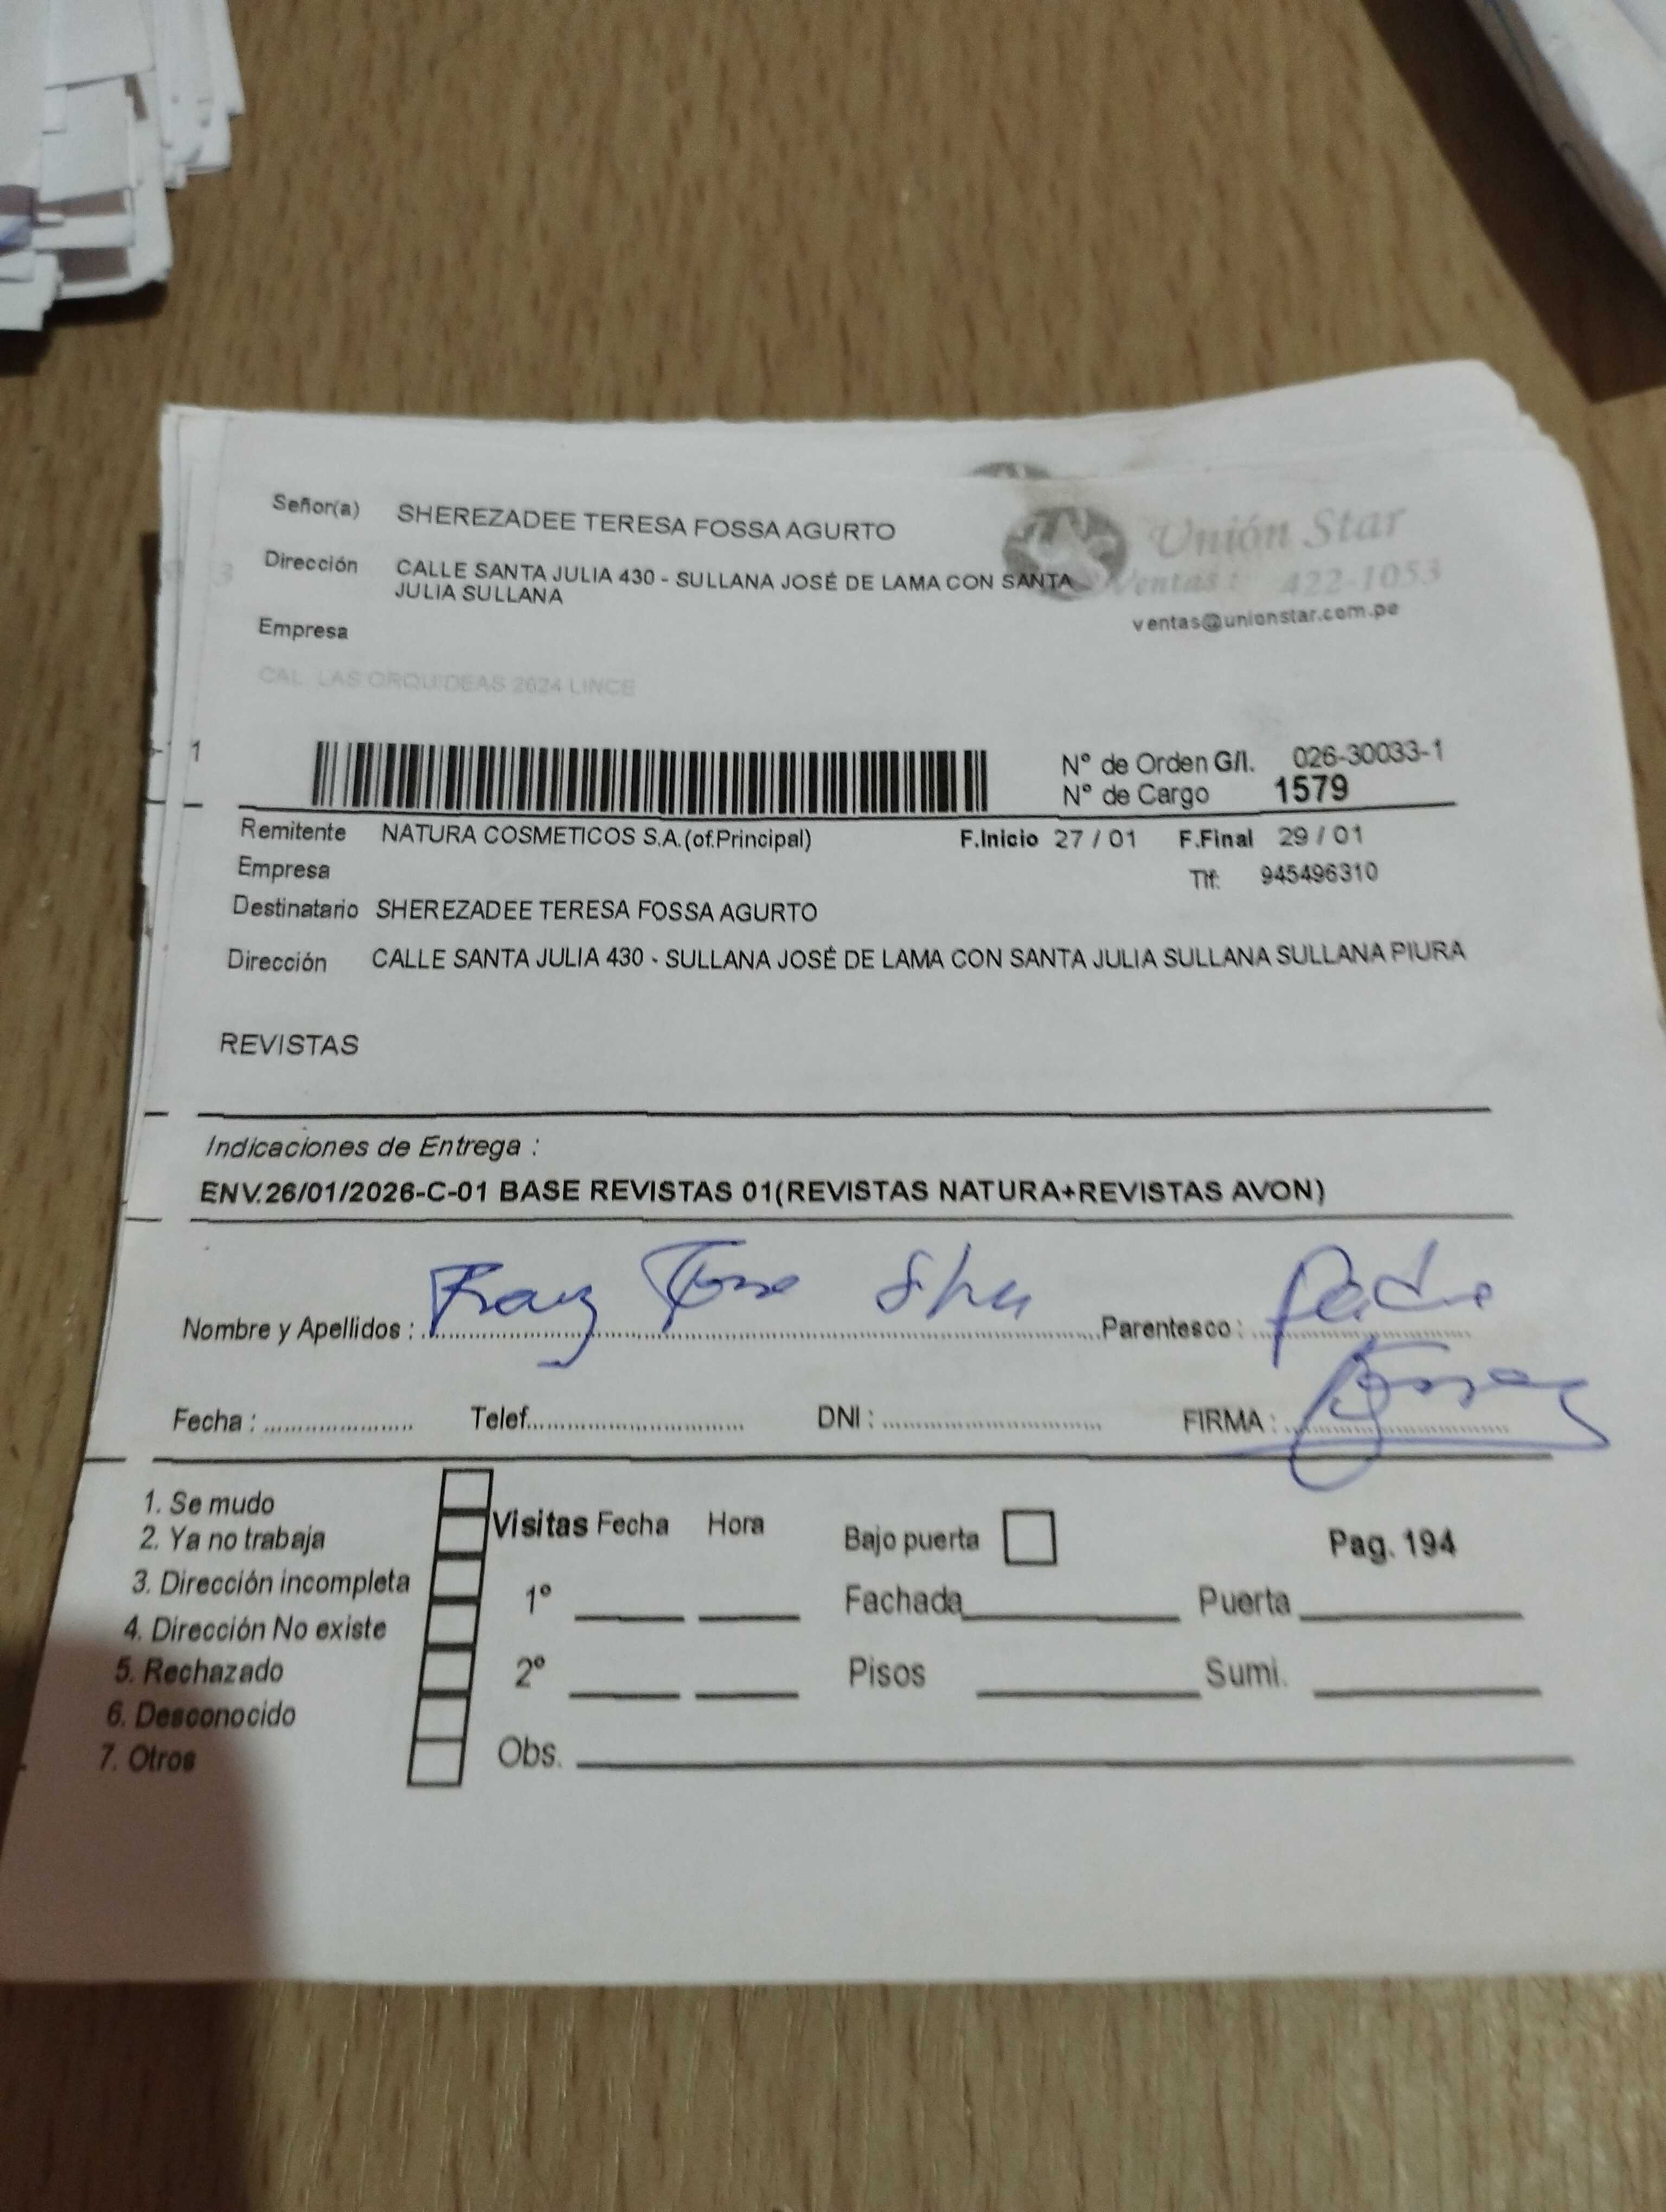 Señor(a) SHEREZADEE TERESA FOSSA AGURTO
Unión Star
Dirección CALLE SANTA JULIA 430 - SULLANA JOSÉ DE LAMA CON SANTA
JULIA SULLANA
Ventas: 422-1053
ventas@unionstar.com.pe
Empresa
CAL. LAS ORQUIDEAS 2624 LINCE
1
Nº de Orden G/I. 026-30033-1
Nº de Cargo 1579
Remitente NATURA COSMETICOS S.A.(of.Principal) F.Inicio 27 / 01 F.Final 29 / 01
Empresa Tlf: 945496310
Destinatario SHEREZADEE TERESA FOSSA AGURTO
Dirección CALLE SANTA JULIA 430 - SULLANA JOSÉ DE LAMA CON SANTA JULIA SULLANA SULLANA PIURA
REVISTAS
Indicaciones de Entrega :
ENV.26/01/2026-C-01 BASE REVISTAS 01(REVISTAS NATURA+REVISTAS AVON)
Nombre y Apellidos : Parentesco : Padre
Fecha : Telef. DNI : FIRMA :
1. Se mudo
2. Ya no trabaja
3. Dirección incompleta
4. Dirección No existe
5. Rechazado
6. Desconocido
7. Otros
Visitas Fecha Hora
1º
2º
Obs.
Bajo puerta
Pag. 194
Fachada Puerta
Pisos Sumi.